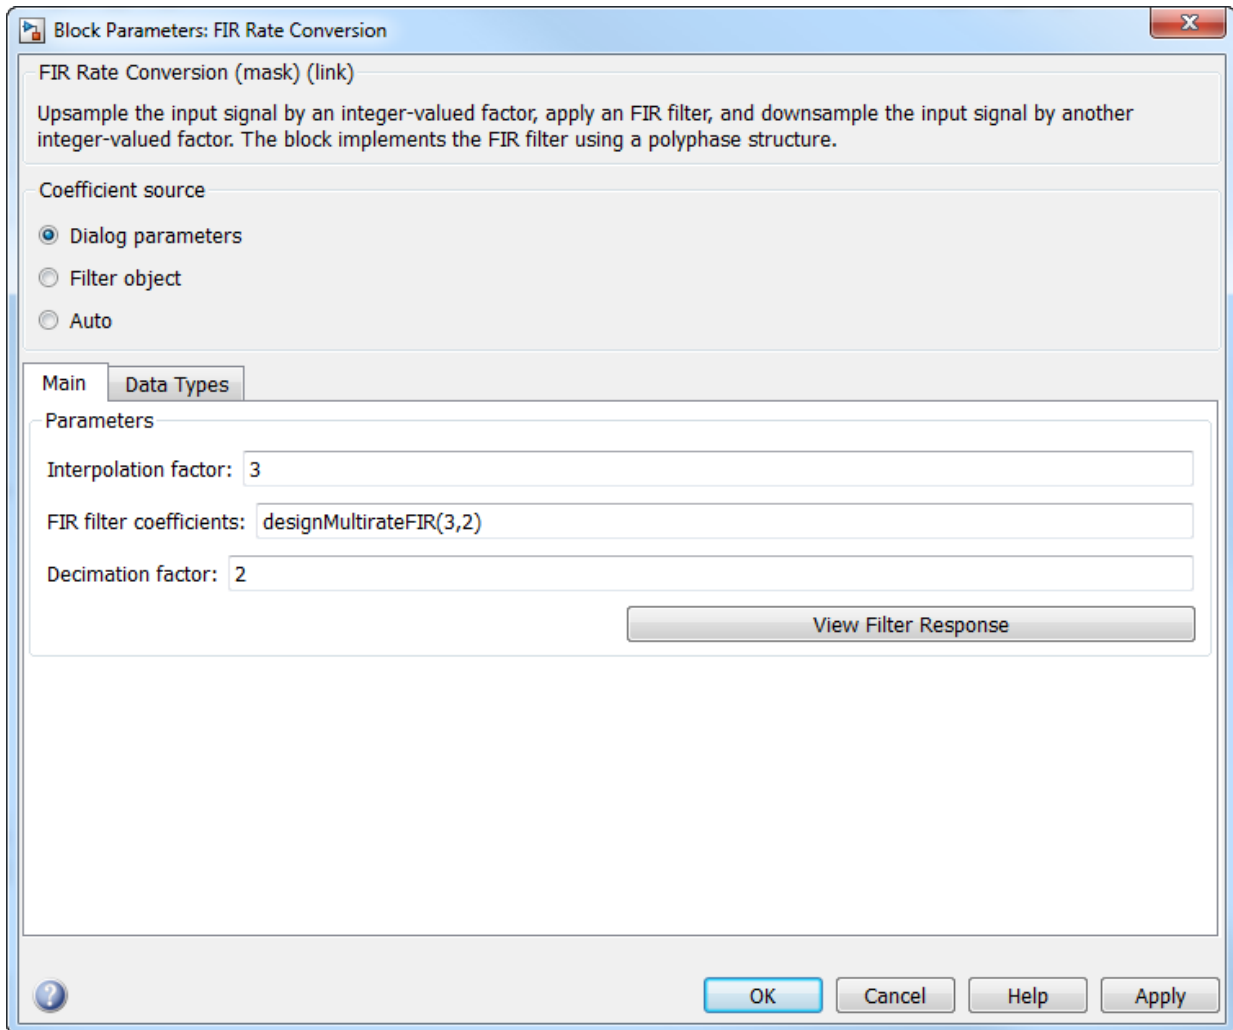 Block Parameters: FIR Rate Conversion
X
FIR Rate Conversion (mask) (link)
Upsample the input signal by an integer-valued factor, apply an FIR filter, and downsample the input signal by another
integer-valued factor. The block implements the FIR filter using a polyphase structure.
Coefficient source
Dialog parameters
Filter object
Auto
Main Data Types
Parameters
Interpolation factor: 3
FIR filter coefficients: designMultirateFIR(3,2)
Decimation factor: 2
View Filter Response
? OK Cancel Help Apply